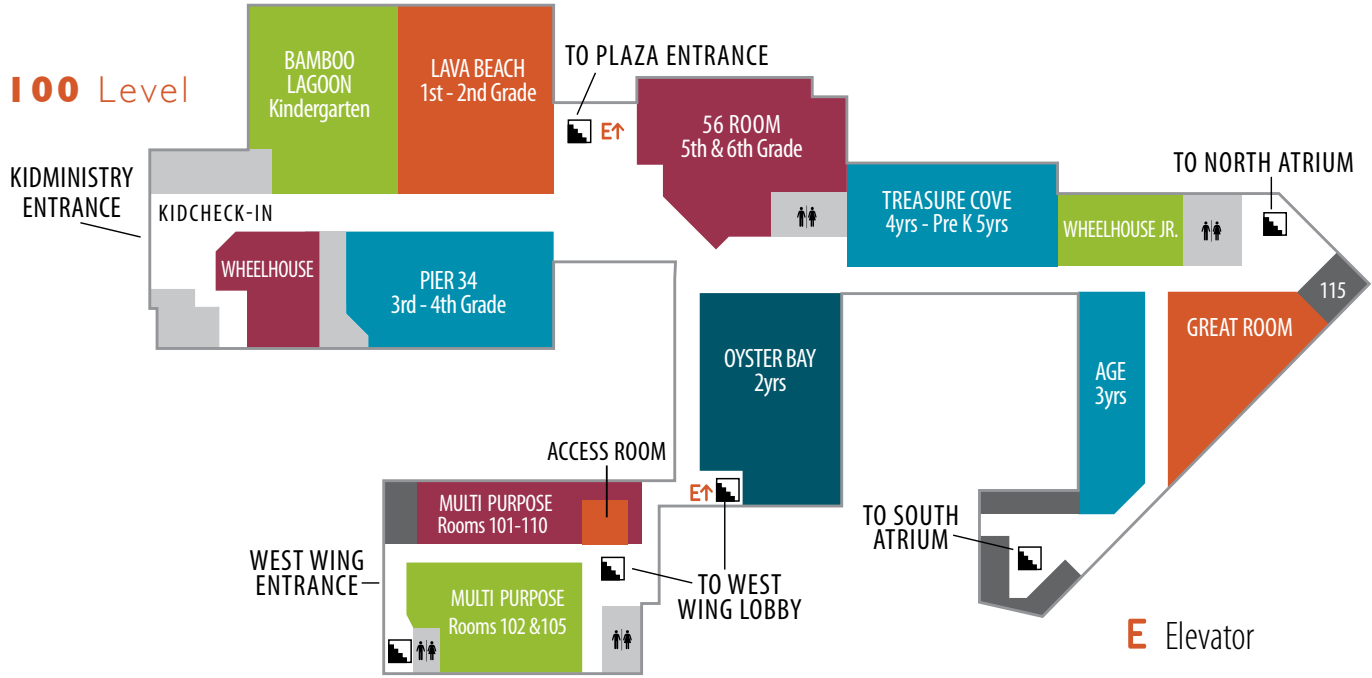 100 Level
BAMBOO
LAGOON
Kindergarten
LAVA BEACH
1st - 2nd Grade
TO PLAZA ENTRANCE
E↑
56 ROOM
5th & 6th Grade
KIDMINISTRY
ENTRANCE
KIDCHECK-IN
WHEELHOUSE
PIER 34
3rd - 4th Grade
TREASURE COVE
4yrs - Pre K 5yrs
WHEELHOUSE JR.
TO NORTH ATRIUM
115
GREAT ROOM
OYSTER BAY
2yrs
AGE
3yrs
ACCESS ROOM
E↑
MULTI PURPOSE
Rooms 101-110
TO SOUTH
ATRIUM
WEST WING
ENTRANCE
MULTI PURPOSE
Rooms 102 &105
TO WEST
WING LOBBY
E Elevator